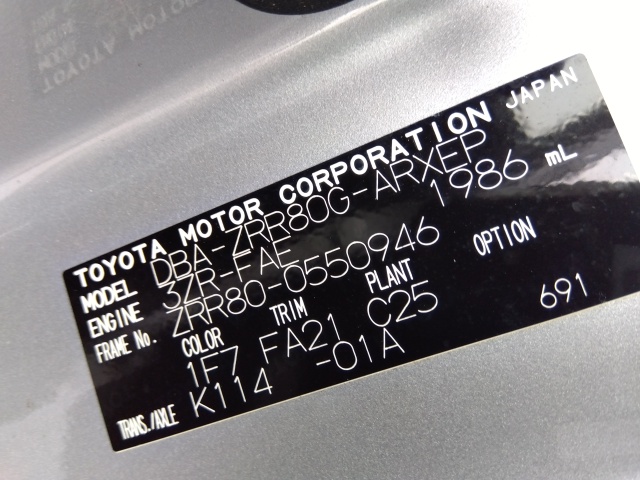 TOYOTA MOTOR CORPORATION JAPAN
MODEL DBA-ZRR80G-ARXEP
ENGINE 3ZR-FAE 1986 mL
FRAME No. ZRR80-0550946
COLOR TRIM PLANT OPTION
1F7 FA21 C25 691
TRANS./AXLE K114 -01A